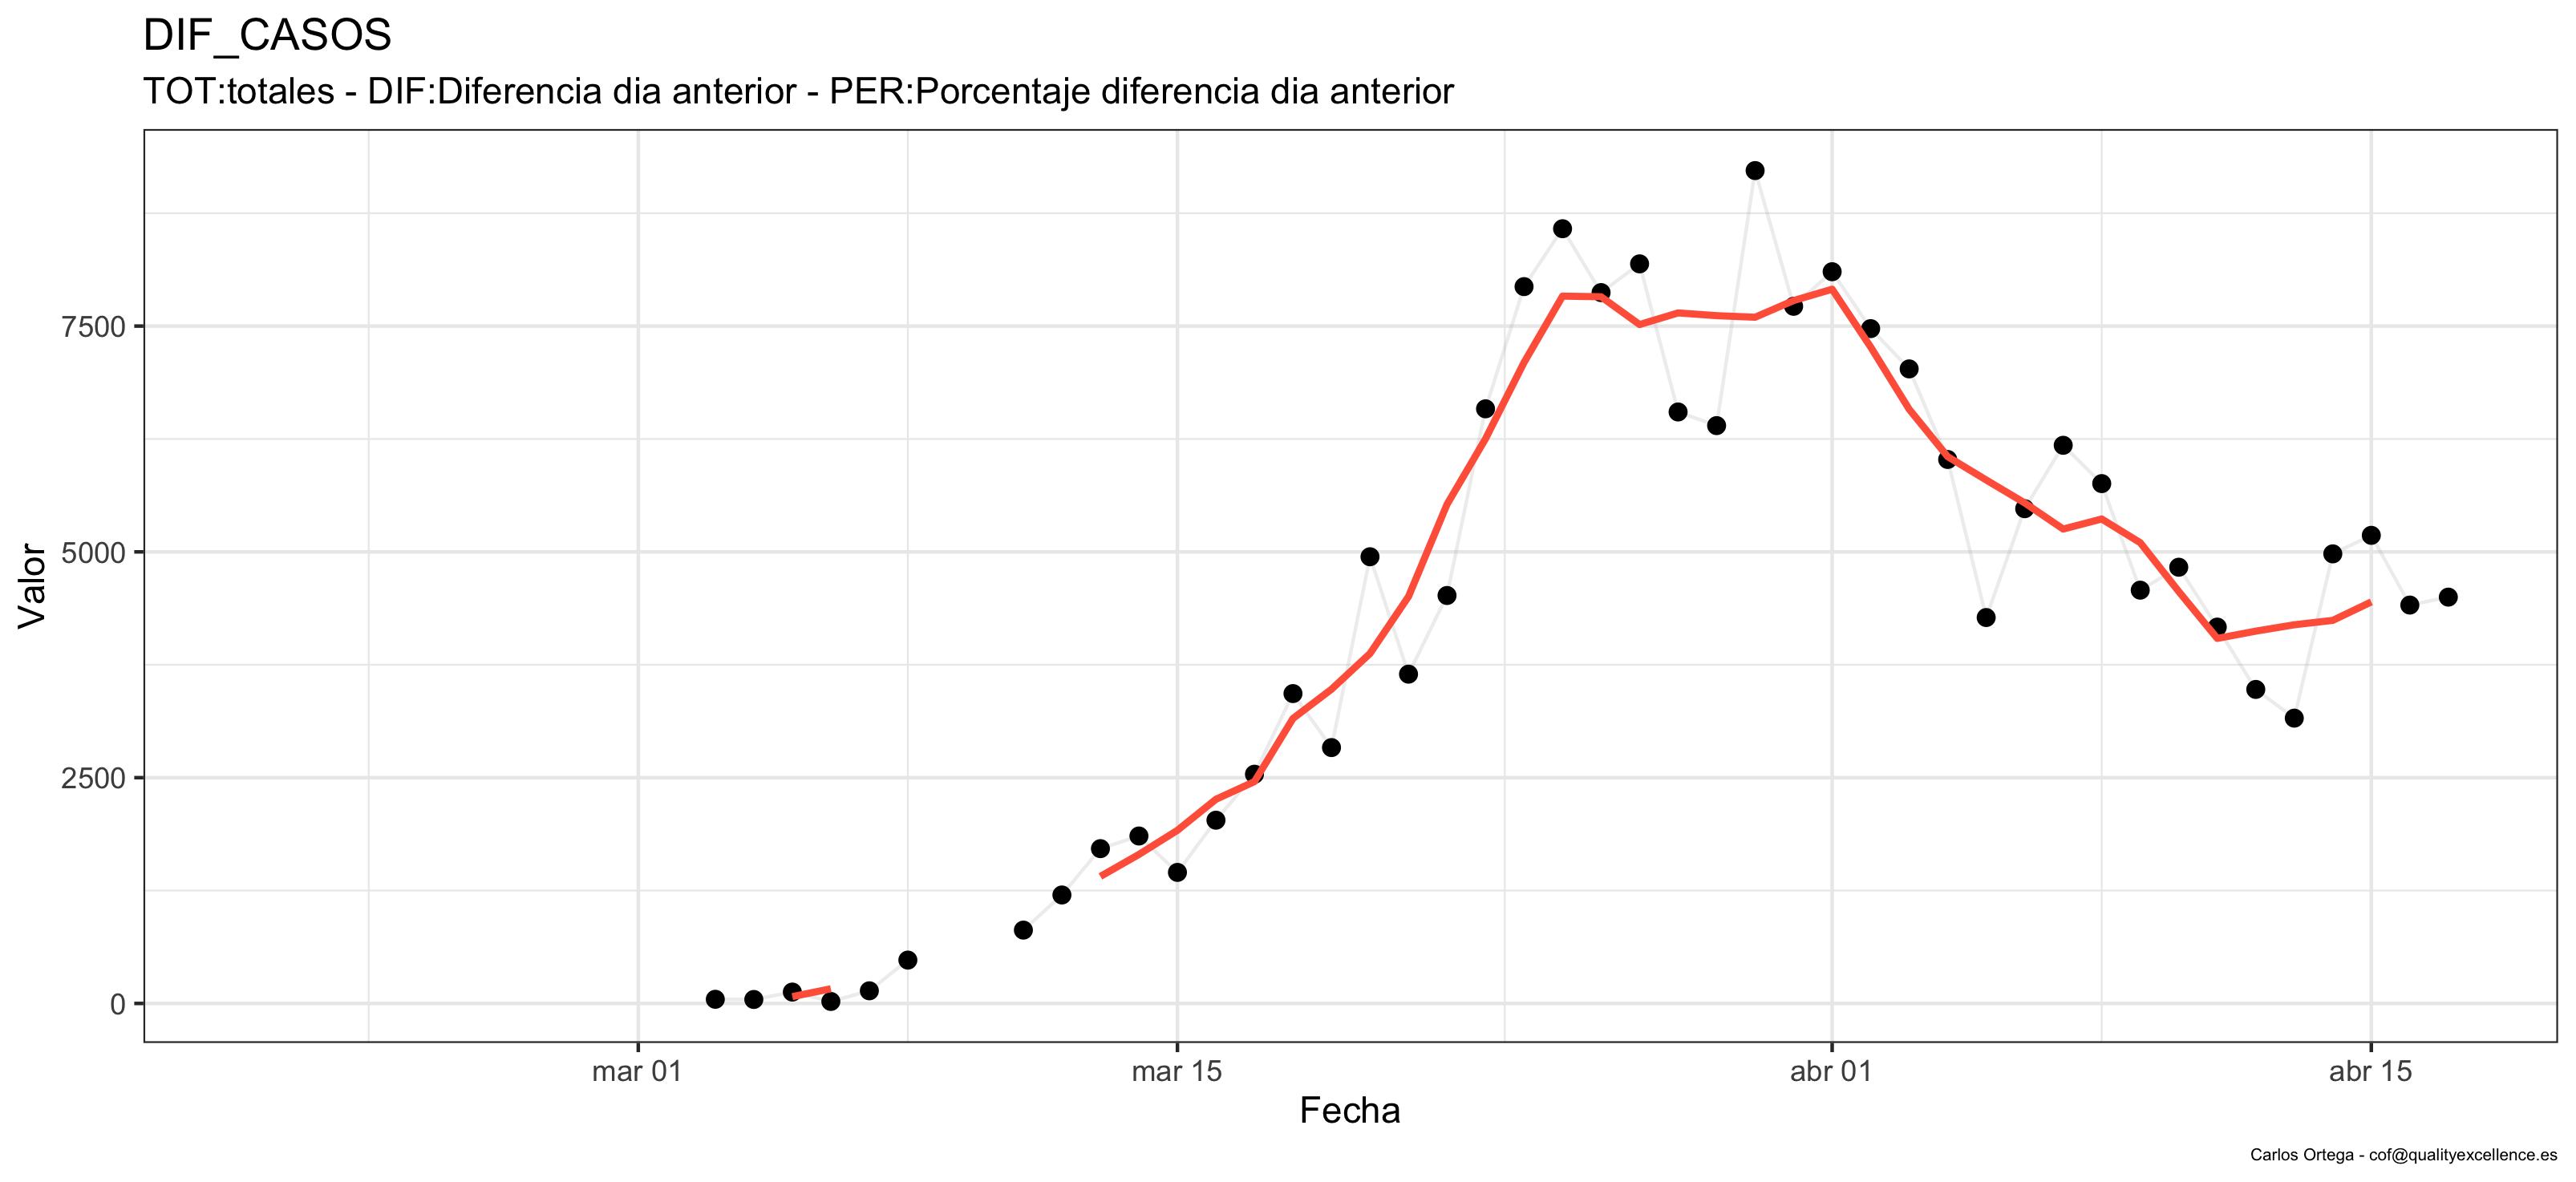 DIF_CASOS
TOT:totales - DIF:Diferencia dia anterior - PER:Porcentaje diferencia dia anterior
Valor
7500
5000
2500
0
mar 01
mar 15
abr 01
abr 15
Fecha
Carlos Ortega - cof@qualityexcellence.es